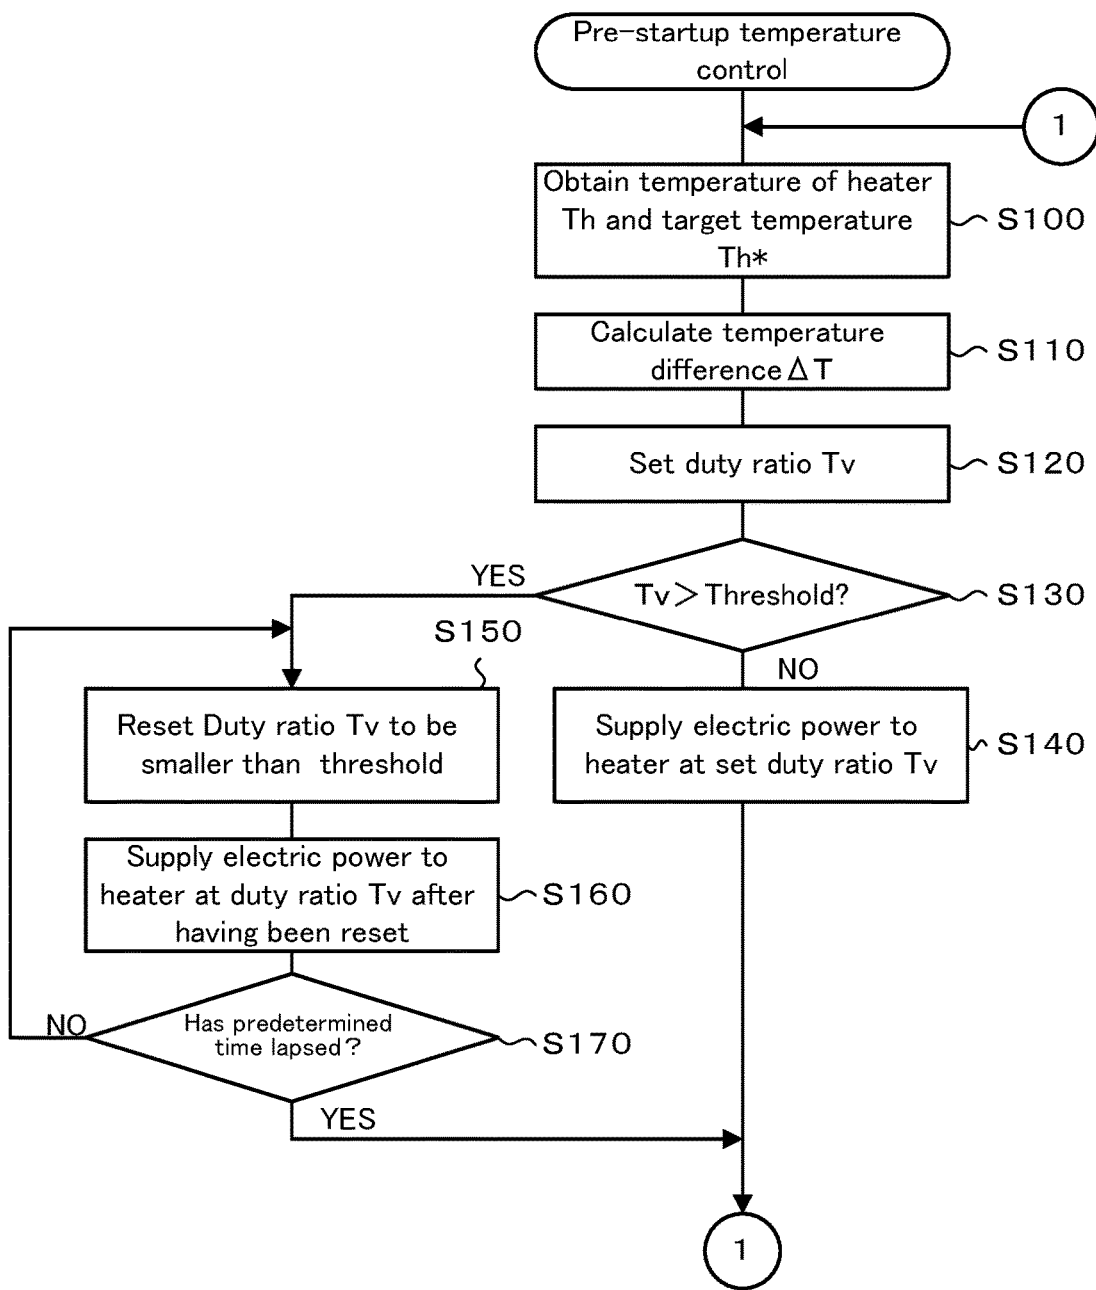 Pre-startup temperature
control
1
Obtain temperature of heater
Th and target temperature
Th*
S100
Calculate temperature
difference ΔT
S110
Set duty ratio Tv
S120
YES
Tv＞Threshold?
S130
NO
S150
Reset Duty ratio Tv to be
smaller than threshold
Supply electric power to
heater at set duty ratio Tv
S140
Supply electric power to
heater at duty ratio Tv after
having been reset
S160
NO
Has predetermined
time lapsed?
S170
YES
1